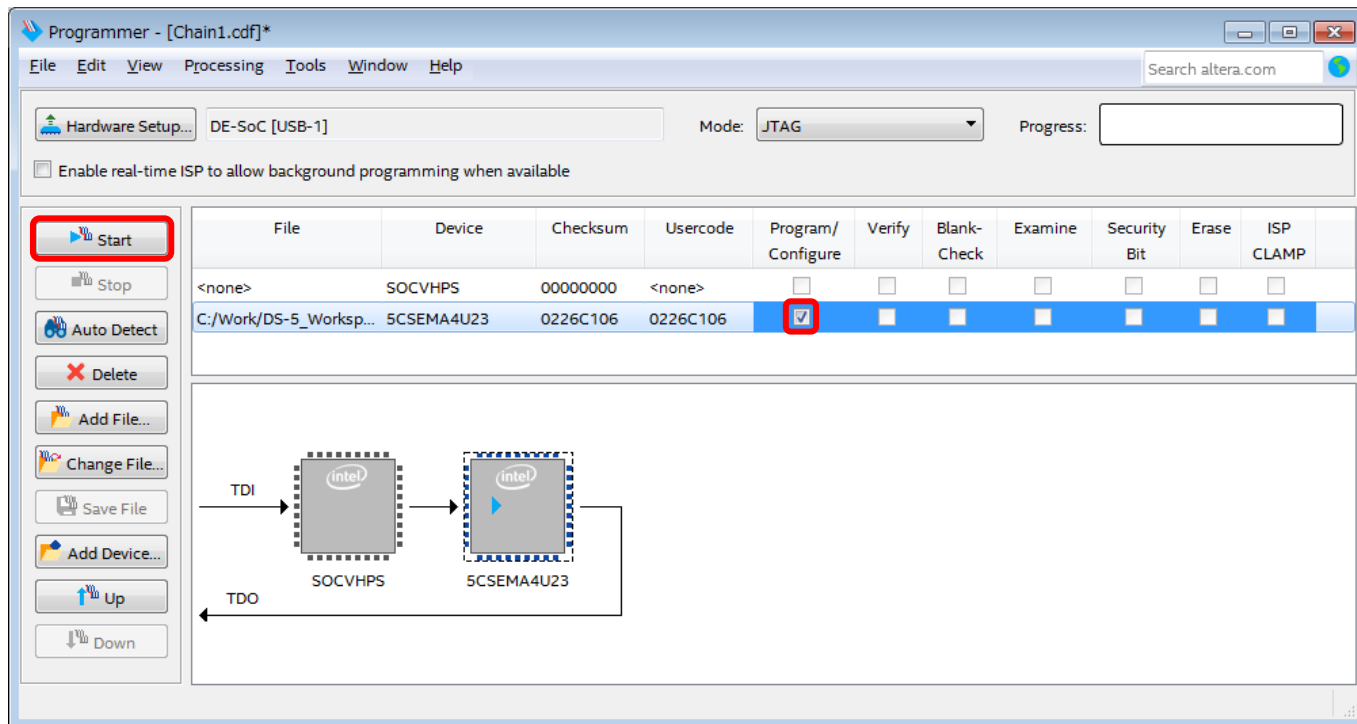 Programmer - [Chain1.cdf]*
File Edit View Processing Tools Window Help
Search altera.com
Hardware Setup... DE-SoC [USB-1] Mode: JTAG Progress:
Enable real-time ISP to allow background programming when available
Start
Stop
Auto Detect
Delete
Add File...
Change File...
Save File
Add Device...
Up
Down
File Device Checksum Usercode Program/ Verify Blank- Examine Security Erase ISP
Configure Check Bit CLAMP
<none> SOCVHPS 00000000 <none>
C:/Work/DS-5_Worksp... 5CSEMA4U23 0226C106 0226C106
intel intel
TDI
SOCVHPS 5CSEMA4U23
TDO